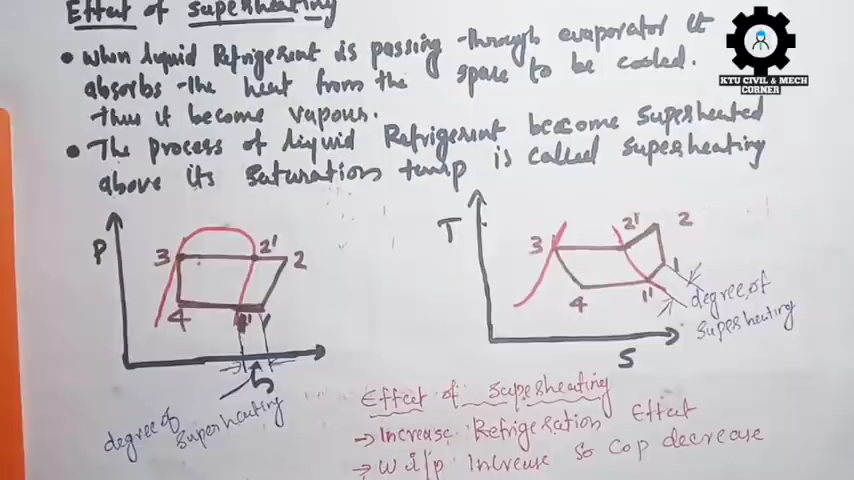 Effect of superheating
• When liquid Refrigerant is passing through evaporator it
absorbs the heat from the space to be cooled.
thus it become vapour.
• The process of liquid Refrigerent become superheated
above its saturation temp is called superheating
KTU CIVIL & MECH
CORNER
P
3
2'
2
4
1'
1
h
degree of
superheating
T
3
2'
2
4
1'
1
S
degree of
superheating
Effect of superheating
→ Increase Refrigeration Effect
→ W i/p Increase so cop decrease